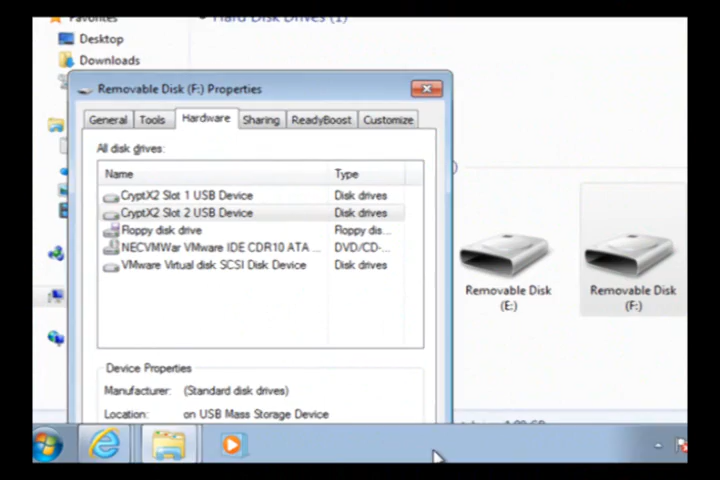 Favorites
Hard Disk Drives (1)
Desktop
Downloads
Removable Disk (F:) Properties
General Tools Hardware Sharing ReadyBoost Customize
All disk drives:
Name Type
CryptX2 Slot 1 USB Device Disk drives
CryptX2 Slot 2 USB Device Disk drives
Floppy disk drive Floppy dis...
NECVMWar VMware IDE CDR10 ATA ... DVD/CD-...
VMware Virtual disk SCSI Disk Device Disk drives
Removable Disk (E:)
Removable Disk (F:)
Device Properties
Manufacturer: (Standard disk drives)
Location: on USB Mass Storage Device